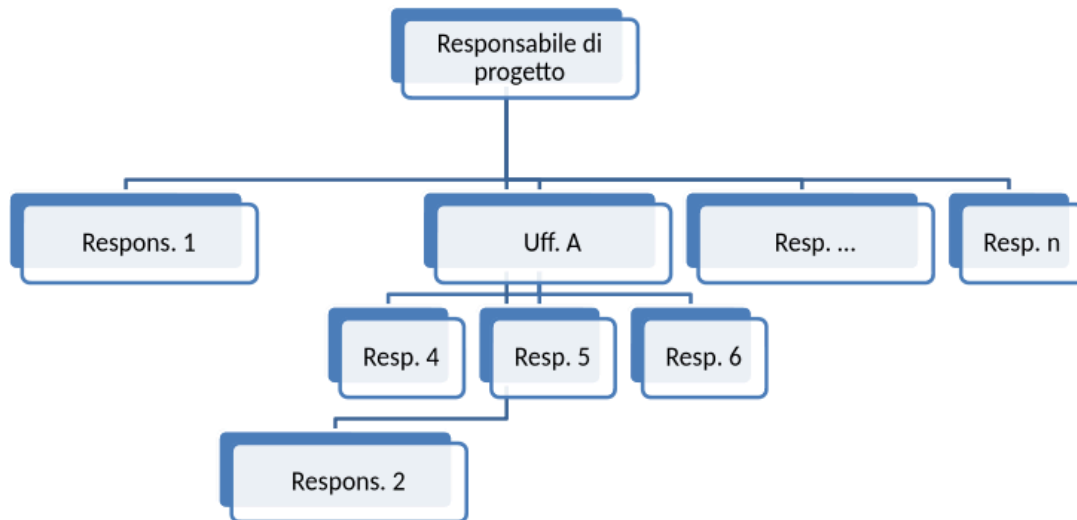 Responsabile di
progetto
Respons. 1
Uff. A
Resp. ...
Resp. n
Resp. 4
Resp. 5
Resp. 6
Respons. 2